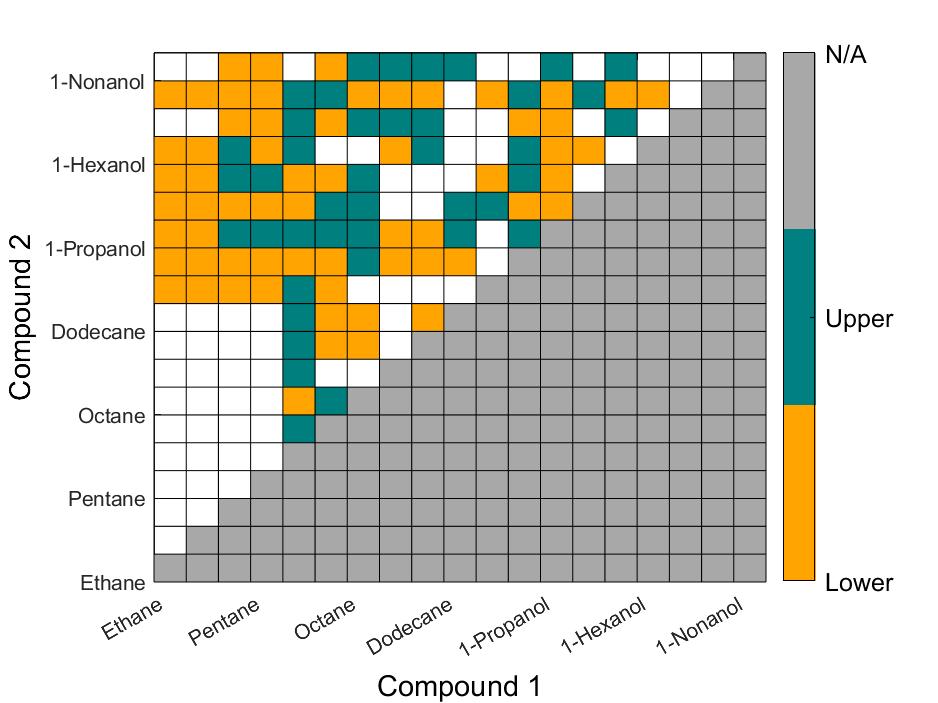 N/A
1-Nonanol
1-Hexanol
1-Propanol
Dodecane
Octane
Pentane
Ethane
Compound 2
Upper
Lower
Ethane
Pentane
Octane
Dodecane
1-Propanol
1-Hexanol
1-Nonanol
Compound 1